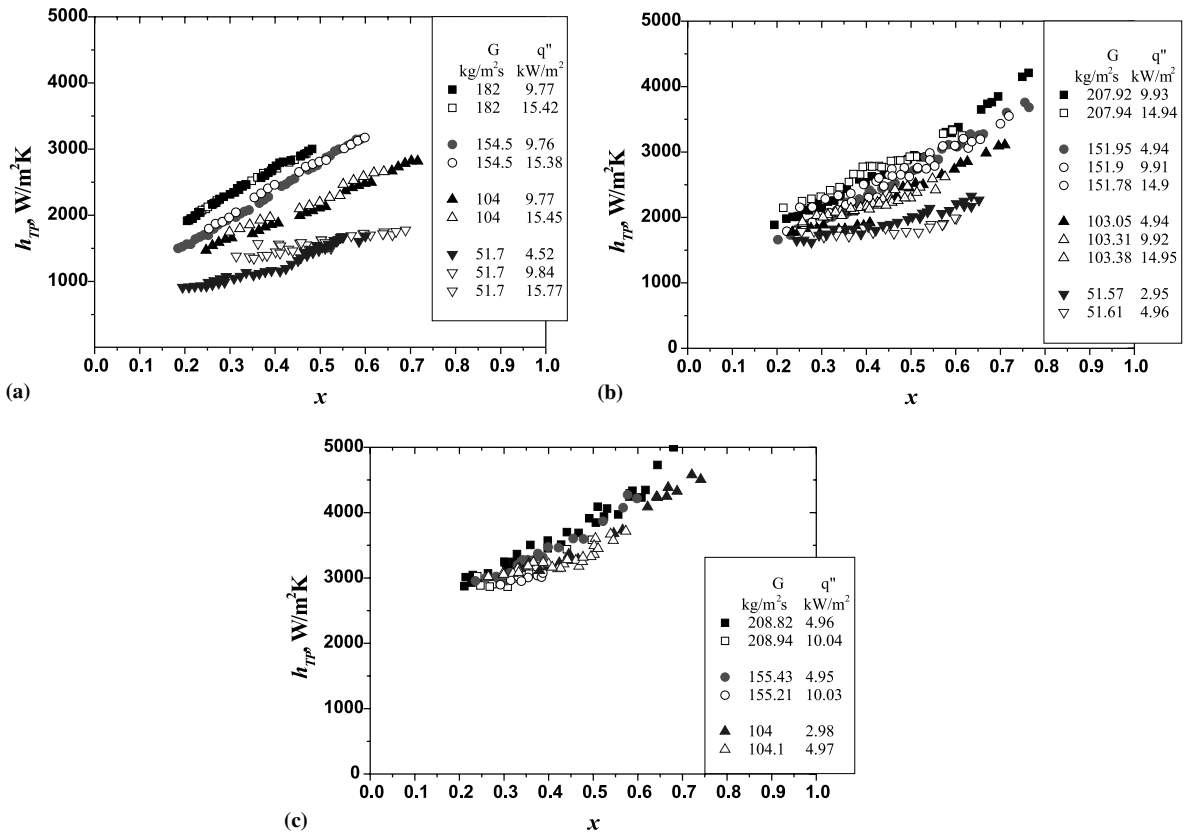 5000
4000
3000
2000
1000
h_TP, W/m²K
0.0 0.1 0.2 0.3 0.4 0.5 0.6 0.7 0.8 0.9 1.0
x
G q"
kg/m²s kW/m²
182 9.77
182 15.42
154.5 9.76
154.5 15.38
104 9.77
104 15.45
51.7 4.52
51.7 9.84
51.7 15.77
(a)
5000
4000
3000
2000
1000
0
h_TP, W/m²K
0.0 0.1 0.2 0.3 0.4 0.5 0.6 0.7 0.8 0.9 1.0
x
G q"
kg/m²s kW/m²
207.92 9.93
207.94 14.94
151.95 4.94
151.9 9.91
151.78 14.9
103.05 4.94
103.31 9.92
103.38 14.95
51.57 2.95
51.61 4.96
(b)
5000
4000
3000
2000
1000
0
h_TP, W/m²K
0.0 0.1 0.2 0.3 0.4 0.5 0.6 0.7 0.8 0.9 1.0
x
G q"
kg/m²s kW/m²
208.82 4.96
208.94 10.04
155.43 4.95
155.21 10.03
104 2.98
104.1 4.97
(c)